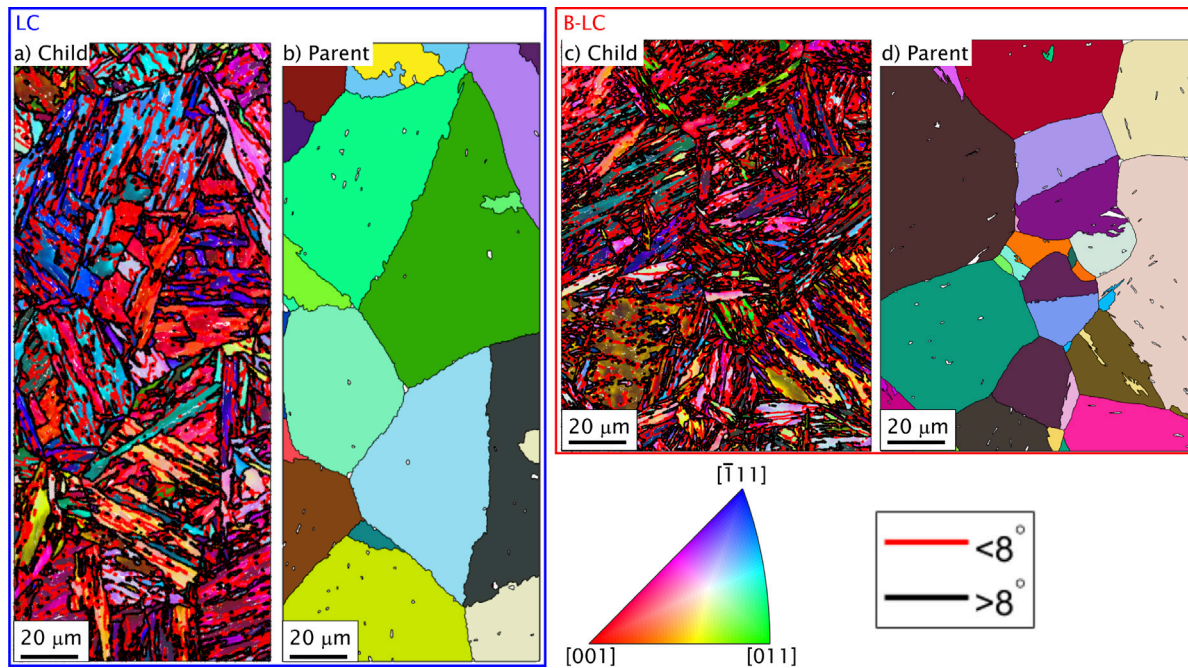 LC
a) Child
b) Parent
20 μm
20 μm
B-LC
c) Child
d) Parent
20 μm
20 μm
[1̅11]
[001]
[011]
<8°
>8°